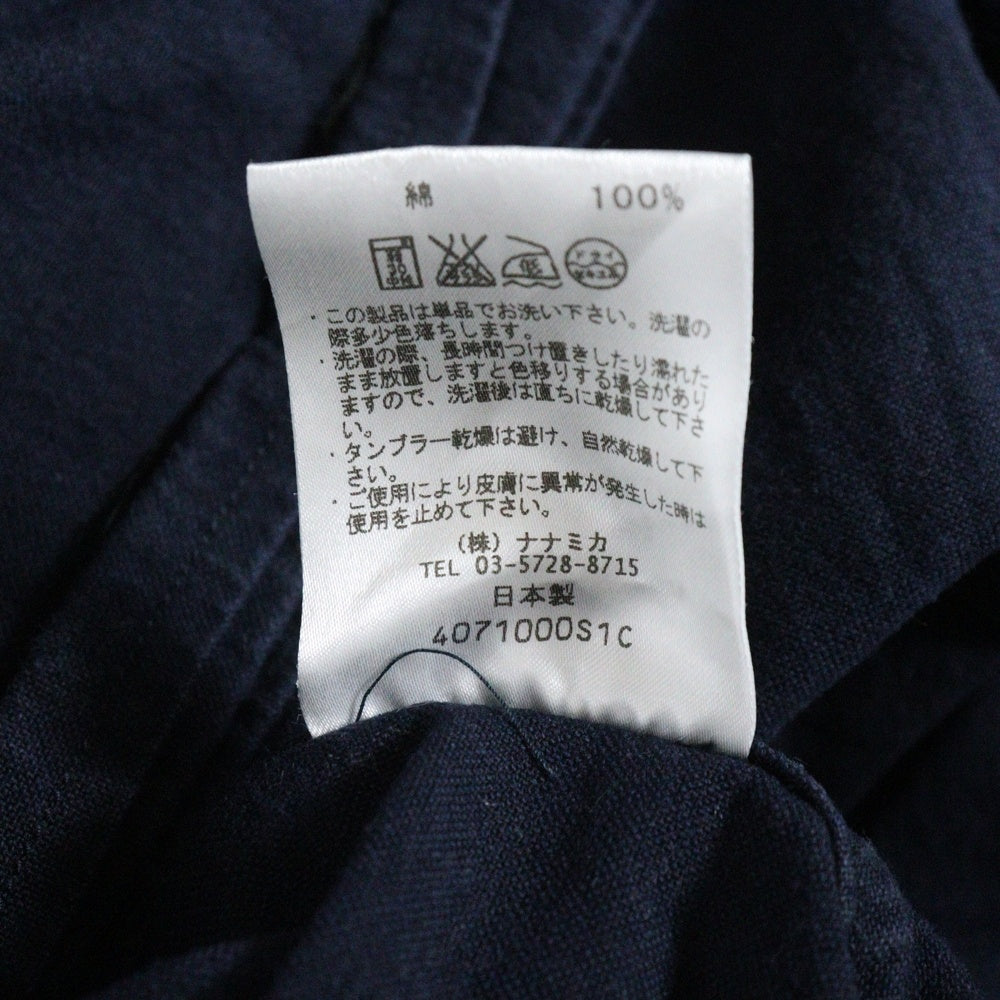 綿 100%
低
ドライ
・この製品は単品でお洗い下さい。洗濯の
際多少色落ちします。
・洗濯の際、長時間つけ置きしたり濡れた
まま放置しますと色移りする場合があり
ますので、洗濯後は直ちに乾燥して下さ
い。
・タンブラー乾燥は避け、自然乾燥して下
さい。
・ご使用により皮膚に異常が発生した時は
使用を止めて下さい。
(株) ナナミカ
TEL 03-5728-8715
日本製
4071000S1C